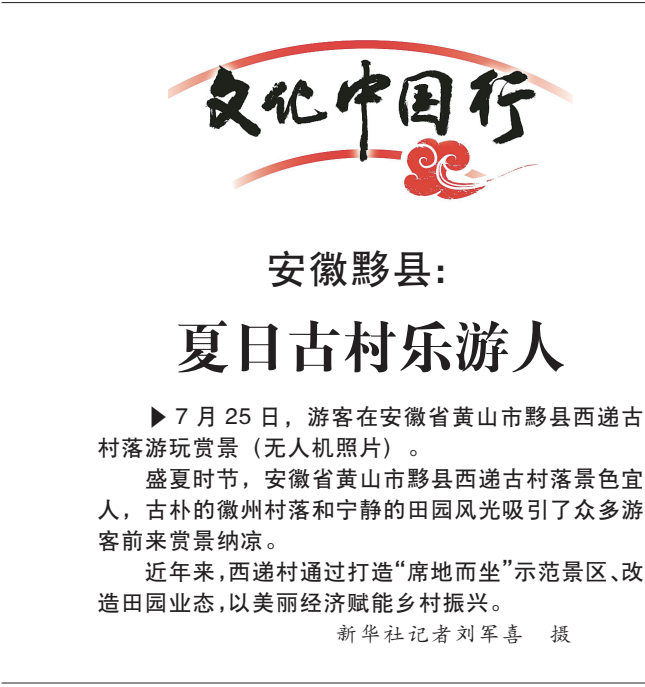 文化中国行
安徽黟县:
夏日古村乐游人
▶7月25日，游客在安徽省黄山市黟县西递古
村落游玩赏景（无人机照片）。
盛夏时节，安徽省黄山市黟县西递古村落景色宜
人，古朴的徽州村落和宁静的田园风光吸引了众多游
客前来赏景纳凉。
近年来,西递村通过打造“席地而坐”示范景区、改
造田园业态,以美丽经济赋能乡村振兴。
新华社记者刘军喜　摄